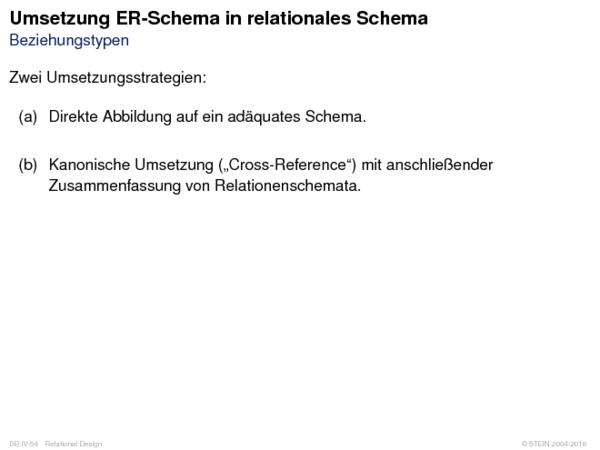 Umsetzung ER-Schema in relationales Schema
Beziehungstypen
Zwei Umsetzungsstrategien:
(a) Direkte Abbildung auf ein adäquates Schema.
(b) Kanonische Umsetzung („Cross-Reference“) mit anschließender
Zusammenfassung von Relationenschemata.
DB:IV-54 Relational Design © STEIN 2004-2018